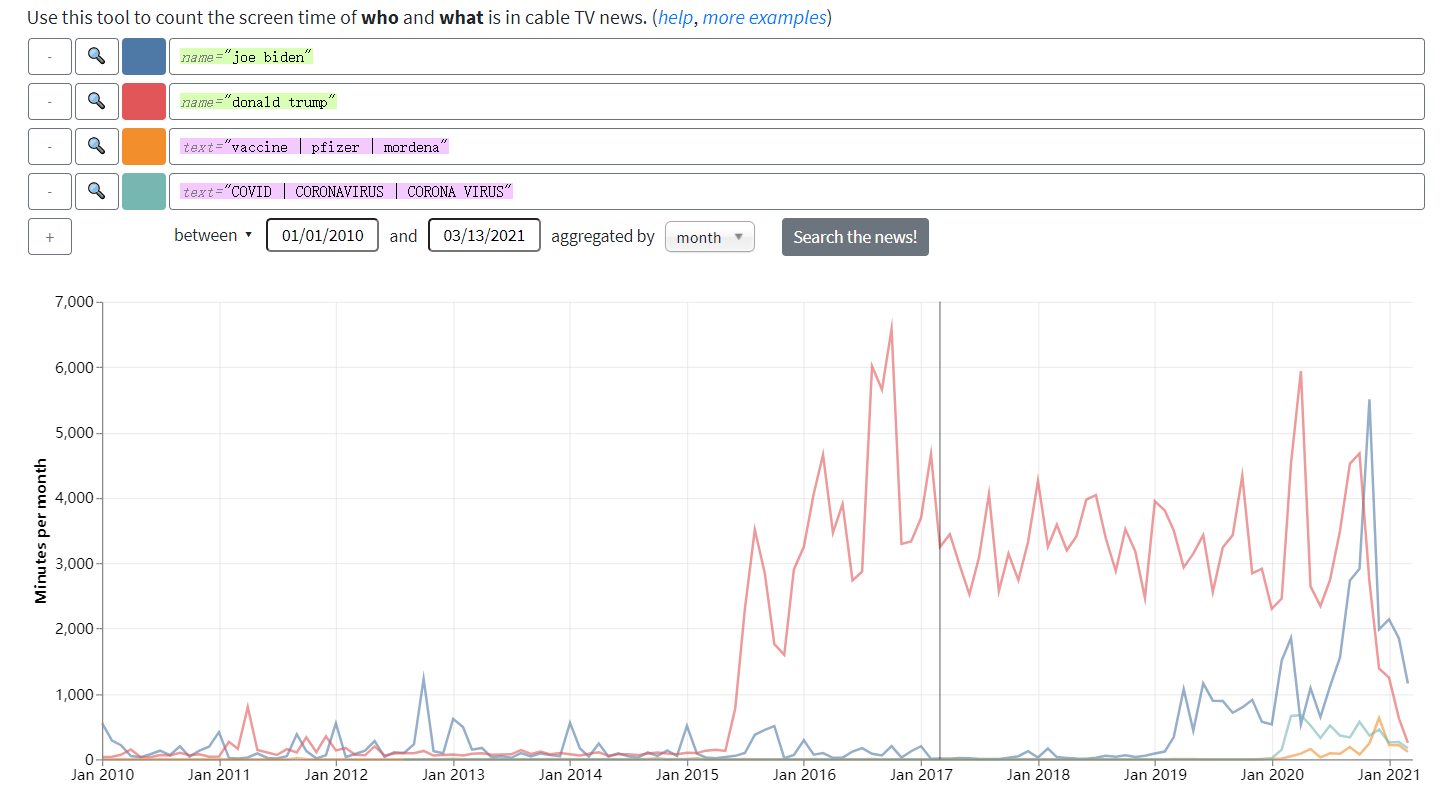 Use this tool to count the screen time of who and what is in cable TV news. (help, more examples)
- name="joe biden"
- name="donald trump"
- text="vaccine | pfizer | mordena"
- text="COVID | CORONAVIRUS | CORONA VIRUS"
+ between ▼ 01/01/2010 and 03/13/2021 aggregated by month ▼ Search the news!
7,000
6,000
5,000
4,000
3,000
2,000
1,000
0
Minutes per month
Jan 2010 Jan 2011 Jan 2012 Jan 2013 Jan 2014 Jan 2015 Jan 2016 Jan 2017 Jan 2018 Jan 2019 Jan 2020 Jan 2021